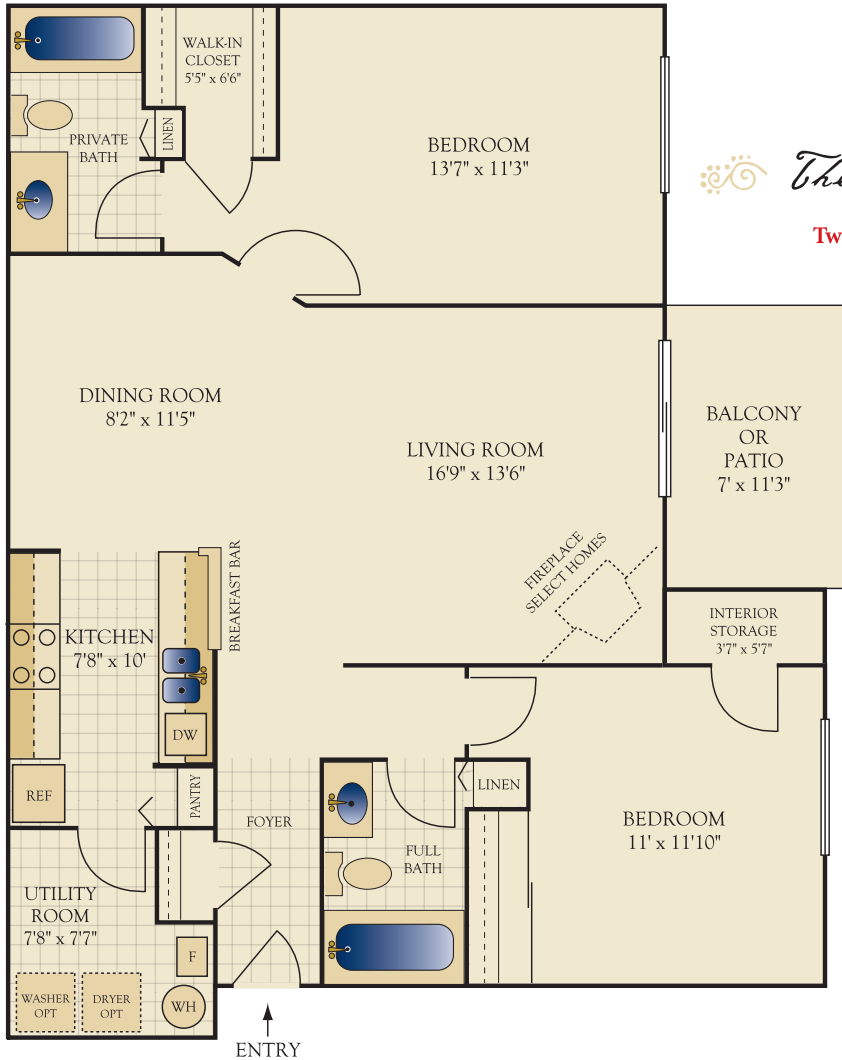 WALK-IN
CLOSET
5'5" x 6'6"
LINEN
PRIVATE
BATH
BEDROOM
13'7" x 11'3"
The
Tw
DINING ROOM
8'2" x 11'5"
LIVING ROOM
16'9" x 13'6"
BALCONY
OR
PATIO
7' x 11'3"
FIREPLACE
SELECT HOMES
BREAKFAST BAR
KITCHEN
7'8" x 10'
INTERIOR
STORAGE
3'7" x 5'7"
DW
REF
PANTRY
FOYER
LINEN
BEDROOM
11' x 11'10"
FULL
BATH
UTILITY
ROOM
7'8" x 7'7"
F
WASHER
OPT
DRYER
OPT
WH
ENTRY